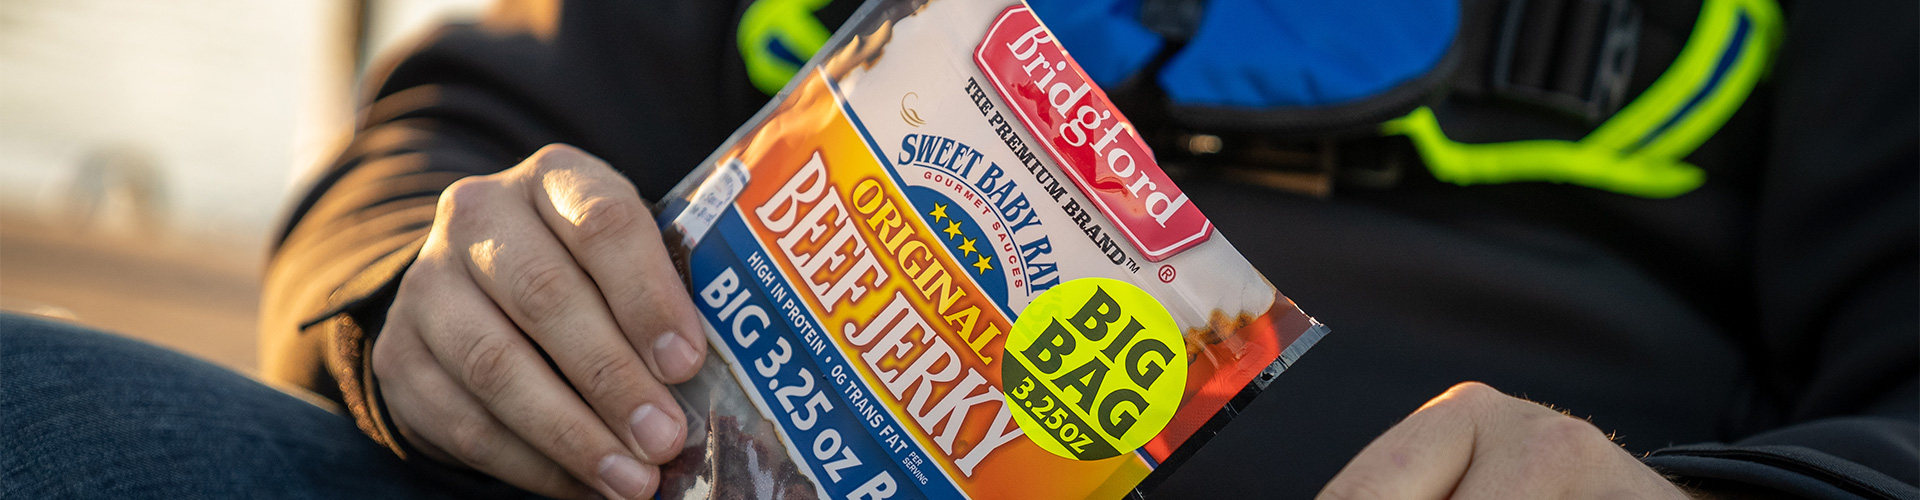 Bridgford
®
THE PREMIUM BRAND™
SWEET BABY RA
GOURMET SAUCES
ORIGINAL
BEEF JERKY
HIGH IN PROTEIN • 0G TRANS FAT PER
SERVING
BIG 3.25 OZ B
BIG
BAG
3.25OZ